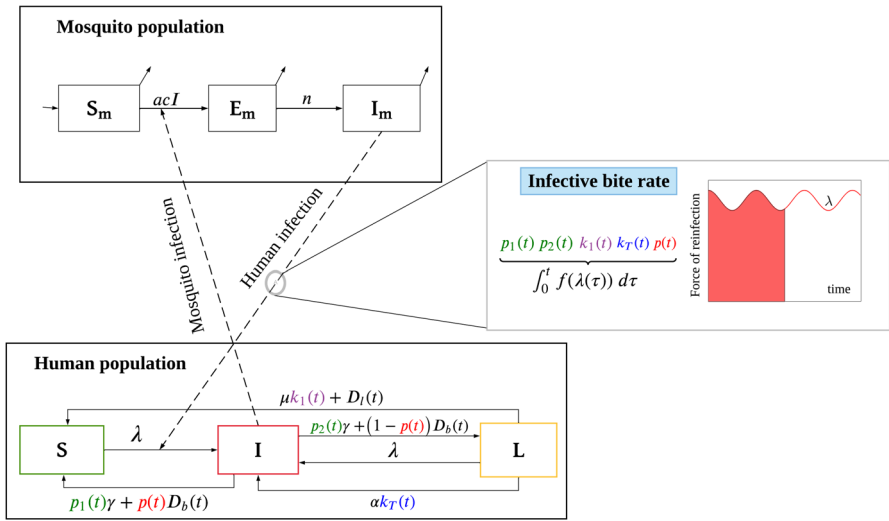 Mosquito population
S_m
acI
E_m
n
I_m
Mosquito infection
Human infection
Infective bite rate
p_1(t) p_2(t) k_1(t) k_T(t) p(t)
∫_0^t f(λ(τ)) dτ
Force of reinfection
λ
time
Human population
μk_1(t) + D_l(t)
S
λ
I
p_2(t)γ + (1 − p(t)) D_b(t)
λ
L
p_1(t)γ + p(t)D_b(t)
αk_T(t)